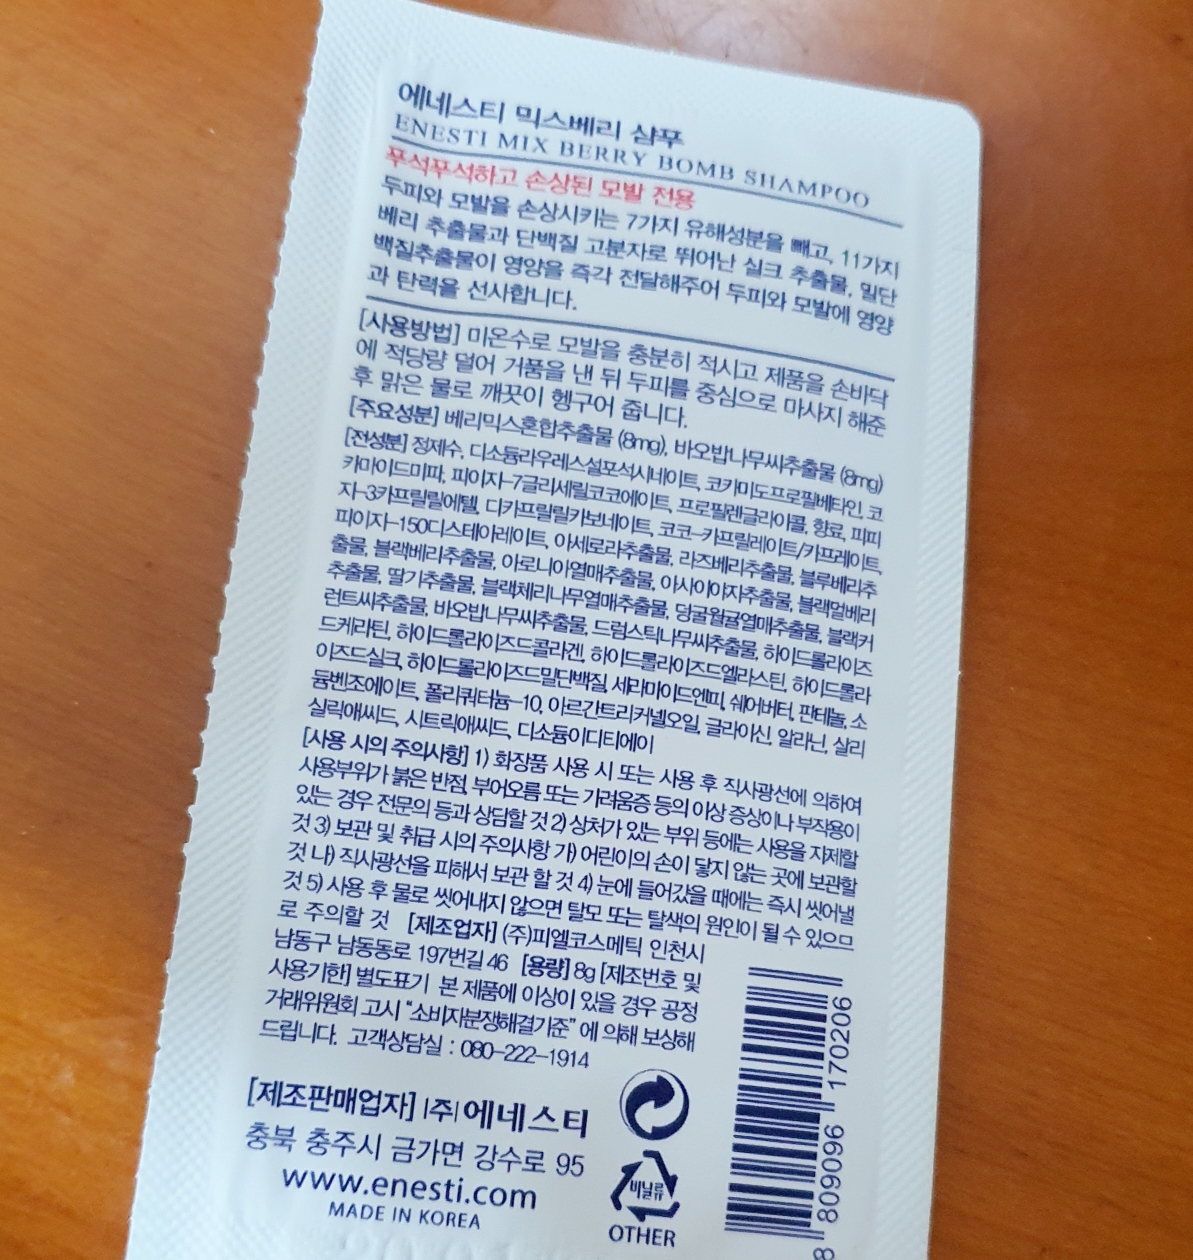 에네스티 믹스베리 샴푸
ENESTI MIX BERRY BOMB SHAMPOO
푸석푸석하고 손상된 모발 전용
두피와 모발을 손상시키는 7가지 유해성분을 빼고, 11가지
베리 추출물과 단백질 고분자로 뛰어난 실크 추출물, 밀단
백질추출물이 영양을 즉각 전달해주어 두피와 모발에 영양
과 탄력을 선사합니다.
[사용방법] 미온수로 모발을 충분히 적시고 제품을 손바닥
에 적당량 덜어 거품을 낸 뒤 두피를 중심으로 마사지 해준
후 맑은 물로 깨끗이 헹구어 줍니다.
[주요성분] 베리믹스혼합추출물 (8mg), 바오밥나무씨추출물 (8mg)
[전성분] 정제수, 디소듐라우레스설포석시네이트, 코카미도프로필베타인, 코
카마이드미파, 피이지-7글리세릴코코에이트, 프로필렌글라이콜, 향료, 피피
지-3카프릴릴에텔, 디카프릴릴카보네이트, 코코-카프릴레이트/카프레이트,
피이지-150디스테아레이트, 아세로라추출물, 라즈베리추출물, 블루베리추
출물, 블랙베리추출물, 아로니아열매추출물, 아사이야자추출물, 블랙멀베리
추출물, 딸기추출물, 블랙체리나무열매추출물, 덩굴월귤열매추출물, 블랙커
런트씨추출물, 바오밥나무씨추출물, 드럼스틱나무씨추출물, 하이드롤라이즈
드케라틴, 하이드롤라이즈드콜라겐, 하이드롤라이즈드엘라스틴, 하이드롤라
이즈드실크, 하이드롤라이즈드밀단백질, 세라마이드엔피, 쉐어버터, 판테놀, 소
듐벤조에이트, 폴리쿼터늄-10, 아르간트리커넬오일, 글라이신, 알라닌, 살리
실릭애씨드, 시트릭애씨드, 디소듐이디티에이
[사용 시의 주의사항] 1) 화장품 사용 시 또는 사용 후 직사광선에 의하여
사용부위가 붉은 반점, 부어오름 또는 가려움증 등의 이상 증상이나 부작용이
있는 경우 전문의 등과 상담할 것 2) 상처가 있는 부위 등에는 사용을 자제할
것 3) 보관 및 취급 시의 주의사항 가) 어린이의 손이 닿지 않는 곳에 보관할
것 나) 직사광선을 피해서 보관 할 것 4) 눈에 들어갔을 때에는 즉시 씻어낼
것 5) 사용 후 물로 씻어내지 않으면 탈모 또는 탈색의 원인이 될 수 있으므
로 주의할 것 [제조업자] (주)피엘코스메틱 인천시
남동구 남동동로 197번길 46 [용량] 8g [제조번호 및
사용기한] 별도표기 본 제품에 이상이 있을 경우 공정
거래위원회 고시 "소비자분쟁해결기준" 에 의해 보상해
드립니다. 고객상담실 : 080-222-1914
[제조판매업자] |주| 에네스티
충북 충주시 금가면 강수로 95
www.enesti.com
MADE IN KOREA
비닐류
OTHER
8 809096 170206